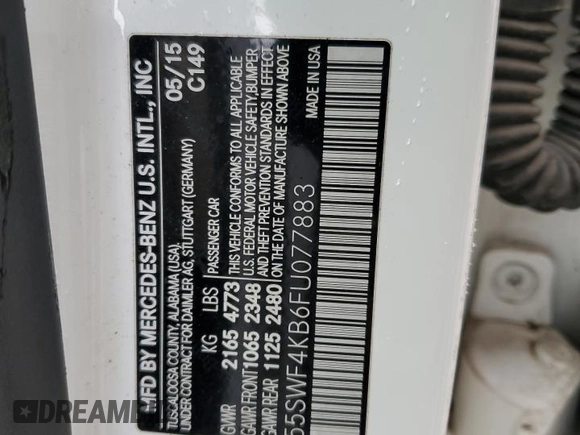 MFD BY MERCEDES-BENZ U.S. INTL., INC
TUSCALOOSA COUNTY, ALABAMA (USA),
FOR DAIMLER AG, STUTTGART (GERMANY)
05/15
C149
KG LBS PASSENGER CAR
GVWR 2165 4773
GAWR FRONT 1065 2348
GAWR REAR 1125 2480
THIS VEHICLE CONFORMS TO ALL APPLICABLE
U.S. FEDERAL MOTOR VEHICLE SAFETY, BUMPER,
AND THEFT PREVENTION STANDARDS IN EFFECT
ON THE DATE OF MANUFACTURE SHOWN ABOVE
55SWF4KB6FU077883
MADE IN USA